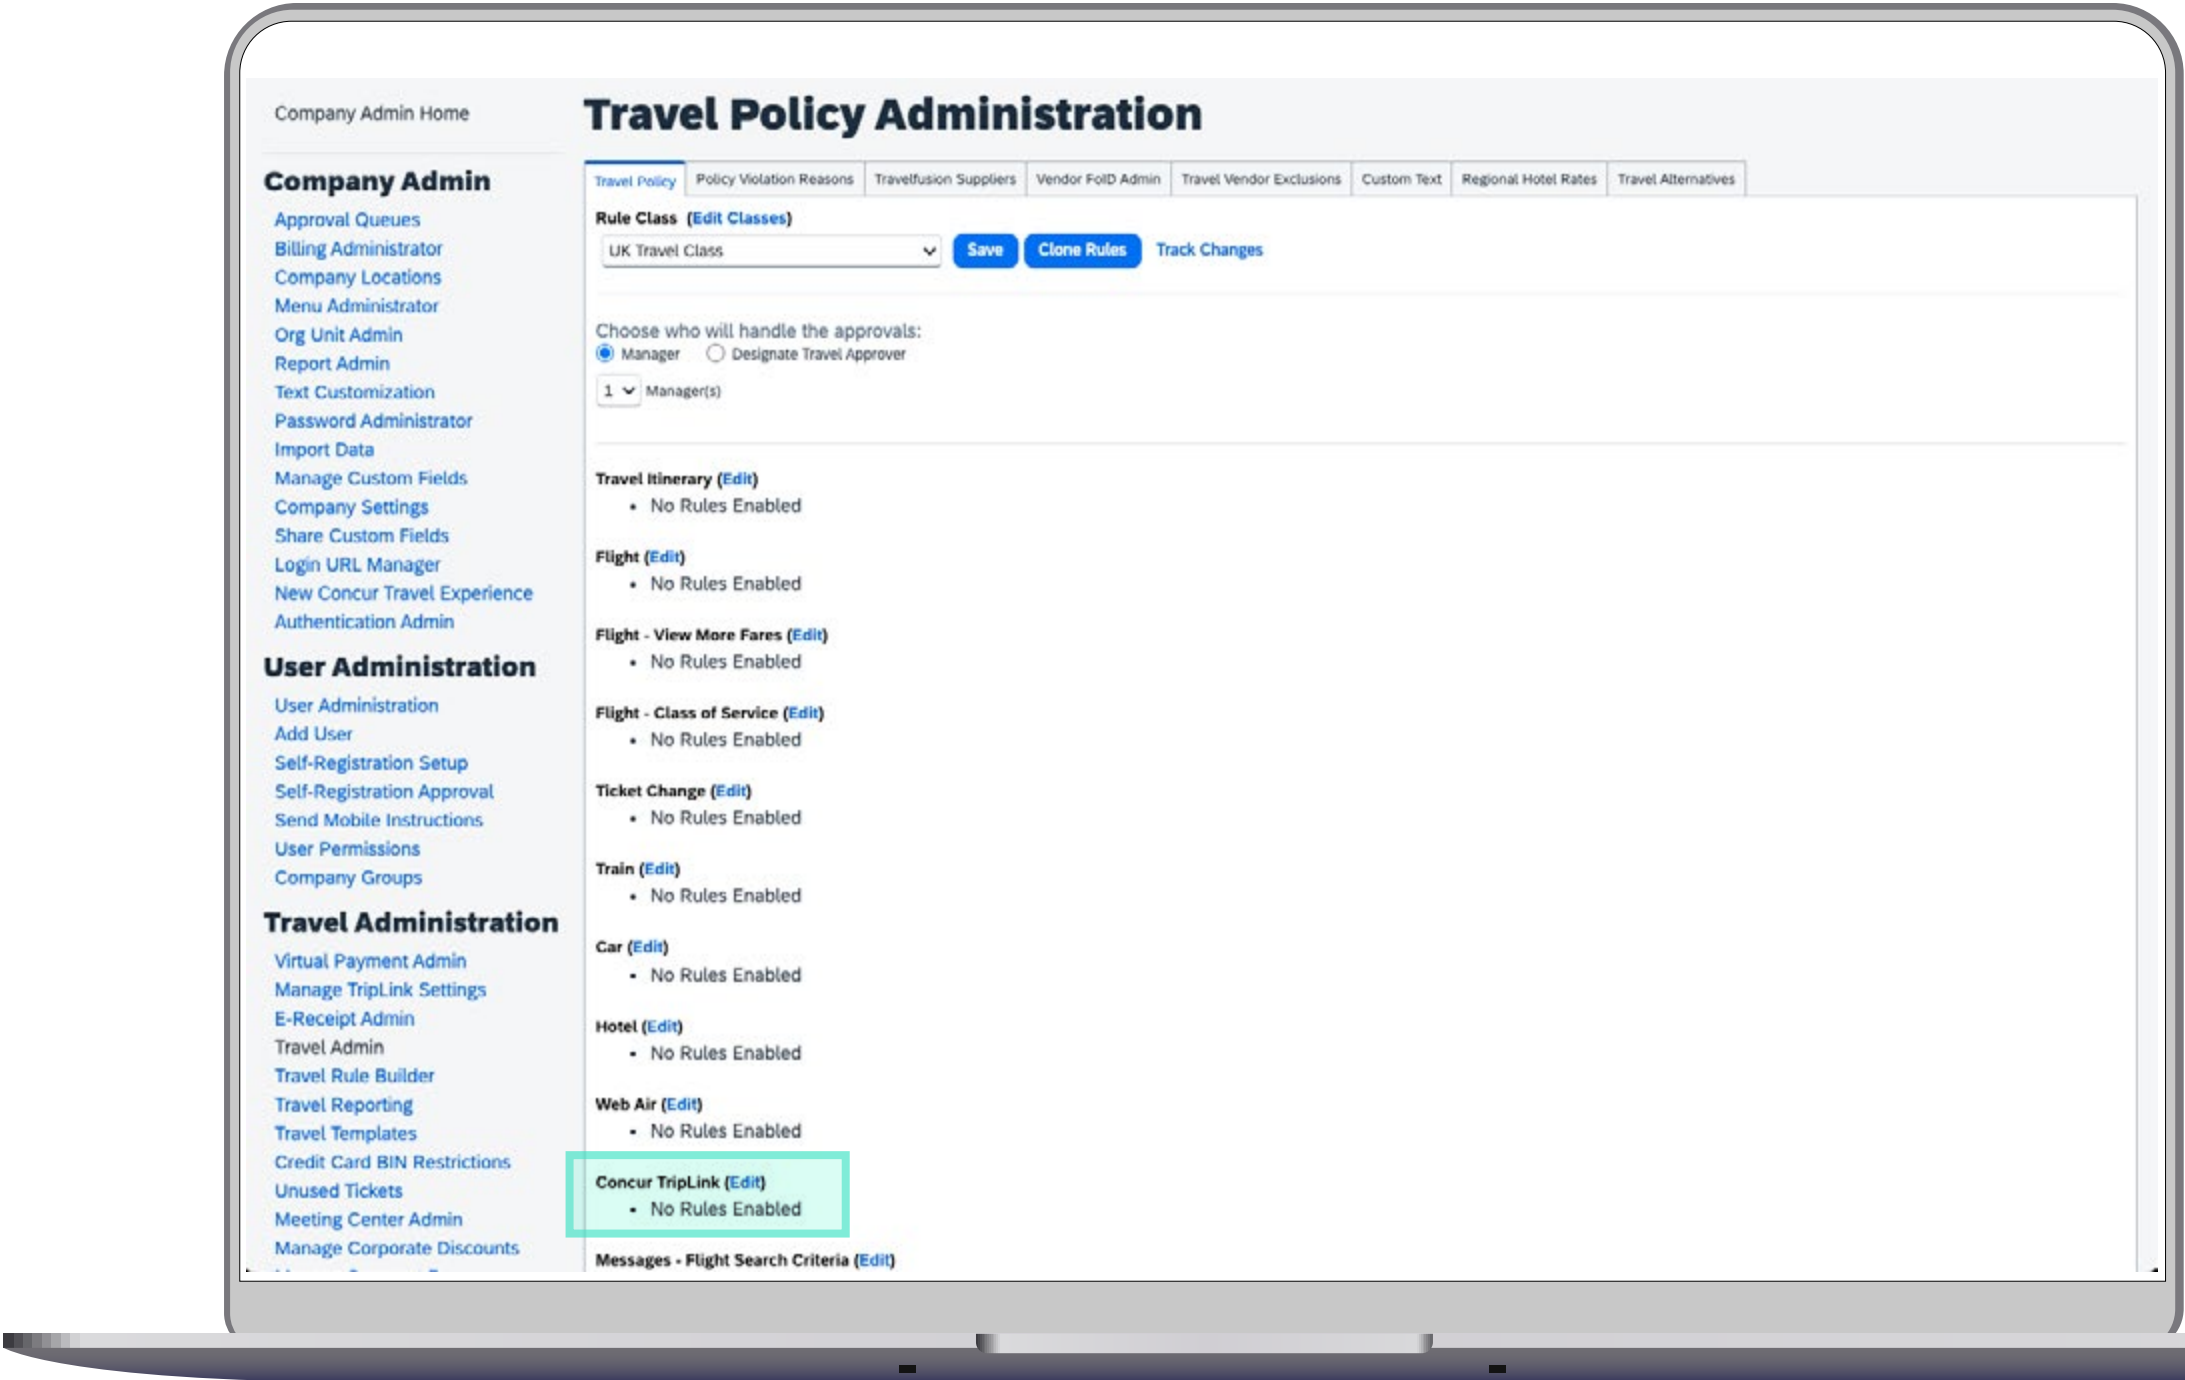 Company Admin Home
Company Admin
Approval Queues
Billing Administrator
Company Locations
Menu Administrator
Org Unit Admin
Report Admin
Text Customization
Password Administrator
Import Data
Manage Custom Fields
Company Settings
Share Custom Fields
Login URL Manager
New Concur Travel Experience
Authentication Admin
User Administration
User Administration
Add User
Self-Registration Setup
Self-Registration Approval
Send Mobile Instructions
User Permissions
Company Groups
Travel Administration
Virtual Payment Admin
Manage TripLink Settings
E-Receipt Admin
Travel Admin
Travel Rule Builder
Travel Reporting
Travel Templates
Credit Card BIN Restrictions
Unused Tickets
Meeting Center Admin
Manage Corporate Discounts
Travel Policy Administration
Travel Policy Policy Violation Reasons Travelfusion Suppliers Vendor FoID Admin Travel Vendor Exclusions Custom Text Regional Hotel Rates Travel Alternatives
Rule Class (Edit Classes)
UK Travel Class Save Clone Rules Track Changes
Choose who will handle the approvals:
Manager Designate Travel Approver
1 Manager(s)
Travel Itinerary (Edit)
• No Rules Enabled
Flight (Edit)
• No Rules Enabled
Flight - View More Fares (Edit)
• No Rules Enabled
Flight - Class of Service (Edit)
• No Rules Enabled
Ticket Change (Edit)
• No Rules Enabled
Train (Edit)
• No Rules Enabled
Car (Edit)
• No Rules Enabled
Hotel (Edit)
• No Rules Enabled
Web Air (Edit)
• No Rules Enabled
Concur TripLink (Edit)
• No Rules Enabled
Messages - Flight Search Criteria (Edit)